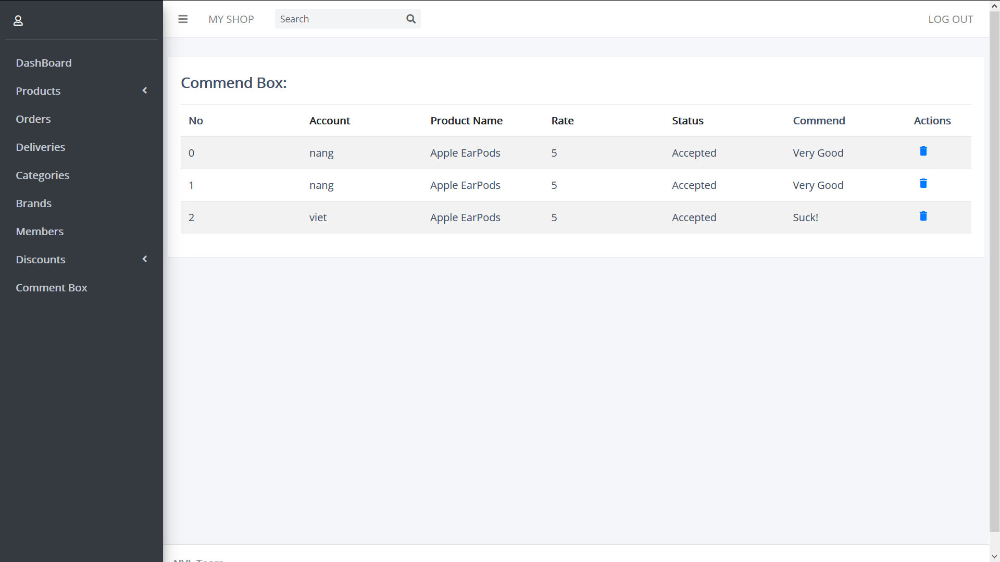 MY SHOP
Search
LOG OUT
DashBoard
Products
Orders
Deliveries
Categories
Brands
Members
Discounts
Comment Box
Commend Box:
No Account Product Name Rate Status Commend Actions
0 nang Apple EarPods 5 Accepted Very Good
1 nang Apple EarPods 5 Accepted Very Good
2 viet Apple EarPods 5 Accepted Suck!